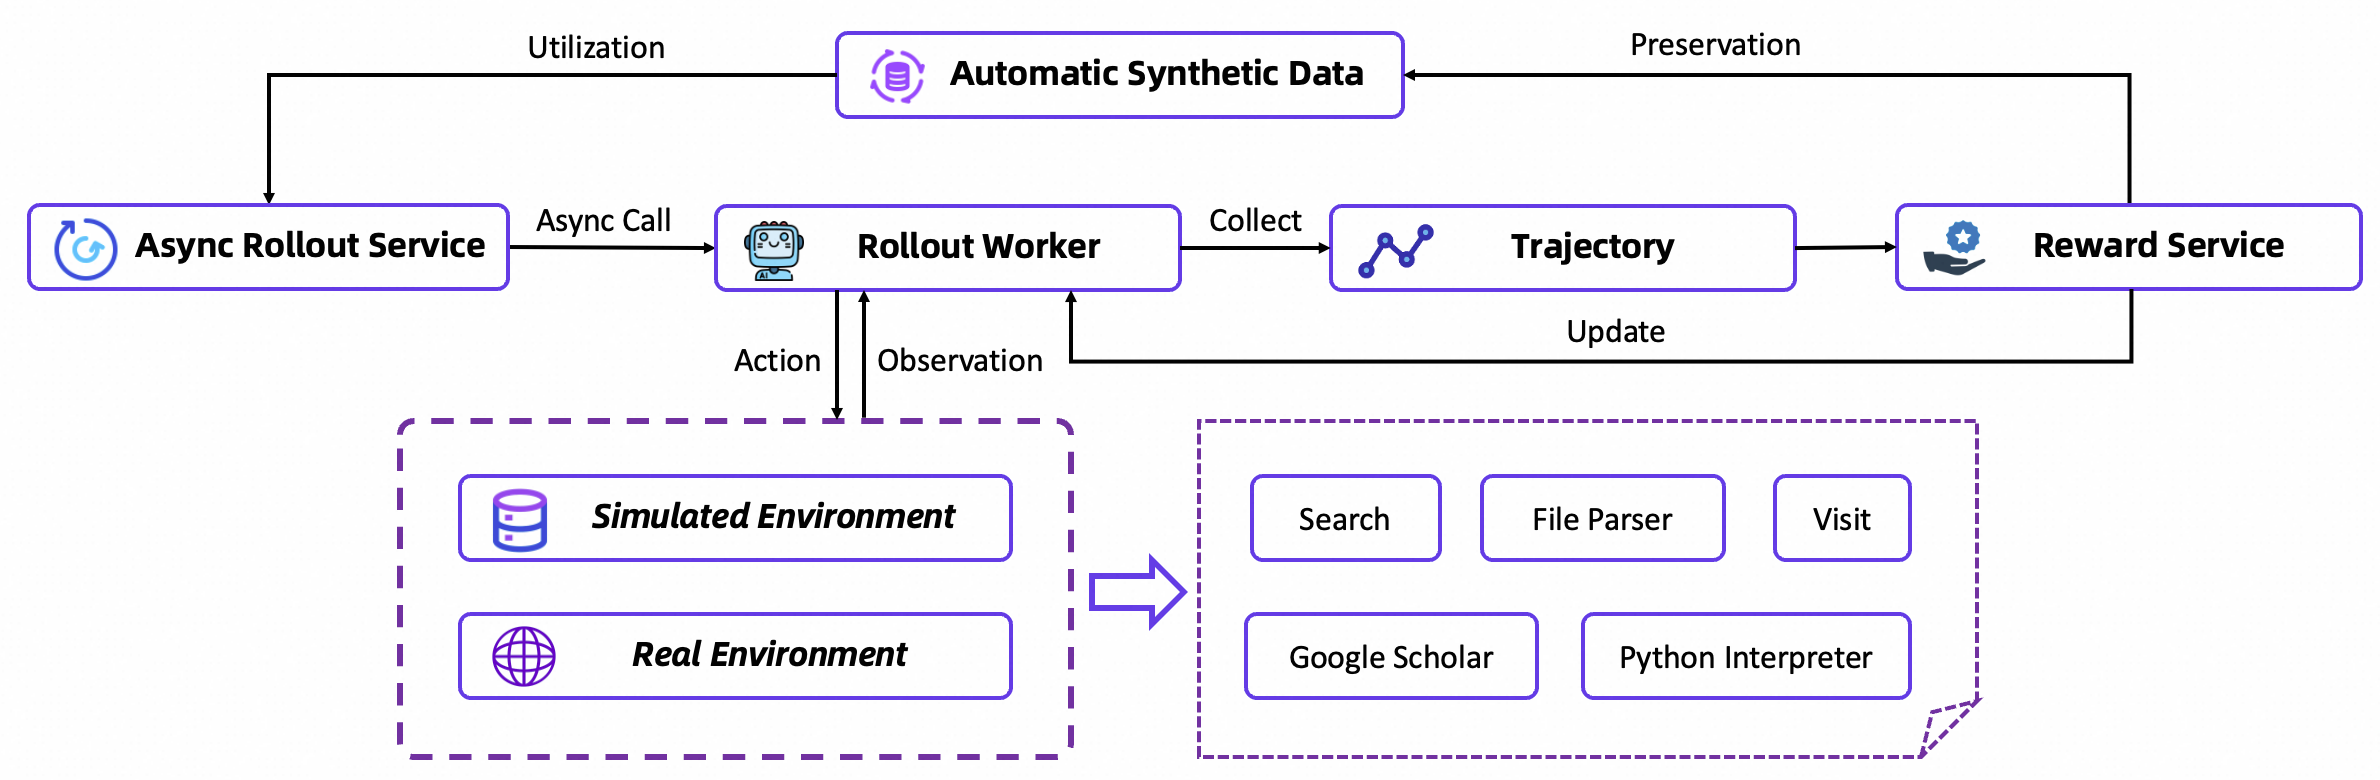 Utilization
Automatic Synthetic Data
Preservation
Async Rollout Service
Async Call
AI
Rollout Worker
Collect
Trajectory
Reward Service
Update
Action
Observation
Simulated Environment
Real Environment
Search
File Parser
Visit
Google Scholar
Python Interpreter